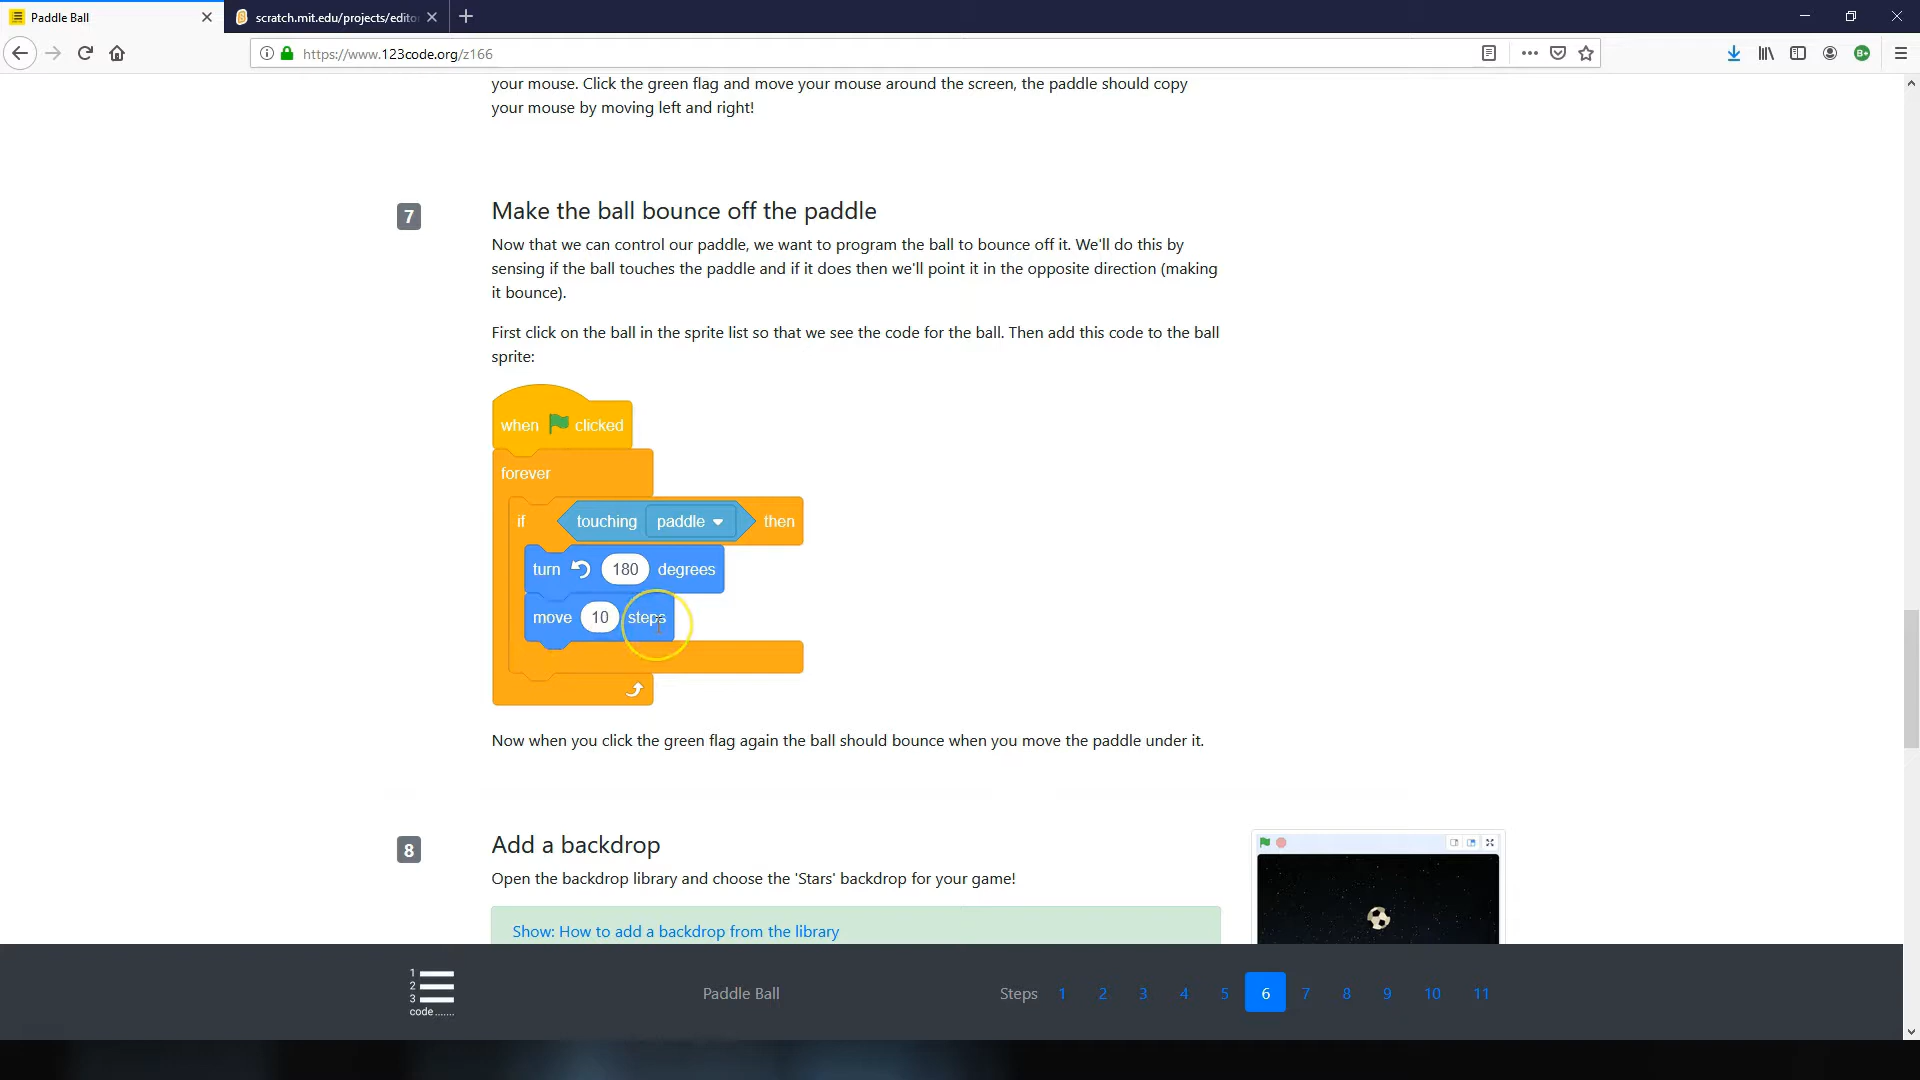 Paddle Ball
scratch.mit.edu/projects/edito
https://www.123code.org/z166
your mouse. Click the green flag and move your mouse around the screen, the paddle should copy
your mouse by moving left and right!
7
Make the ball bounce off the paddle
Now that we can control our paddle, we want to program the ball to bounce off it. We'll do this by
sensing if the ball touches the paddle and if it does then we'll point it in the opposite direction (making
it bounce).
First click on the ball in the sprite list so that we see the code for the ball. Then add this code to the ball
sprite:
when clicked
forever
if touching paddle then
turn 180 degrees
move 10 steps
Now when you click the green flag again the ball should bounce when you move the paddle under it.
8
Add a backdrop
Open the backdrop library and choose the 'Stars' backdrop for your game!
Show: How to add a backdrop from the library
1
2
3
code.......
Paddle Ball
Steps 1 2 3 4 5 6 7 8 9 10 11